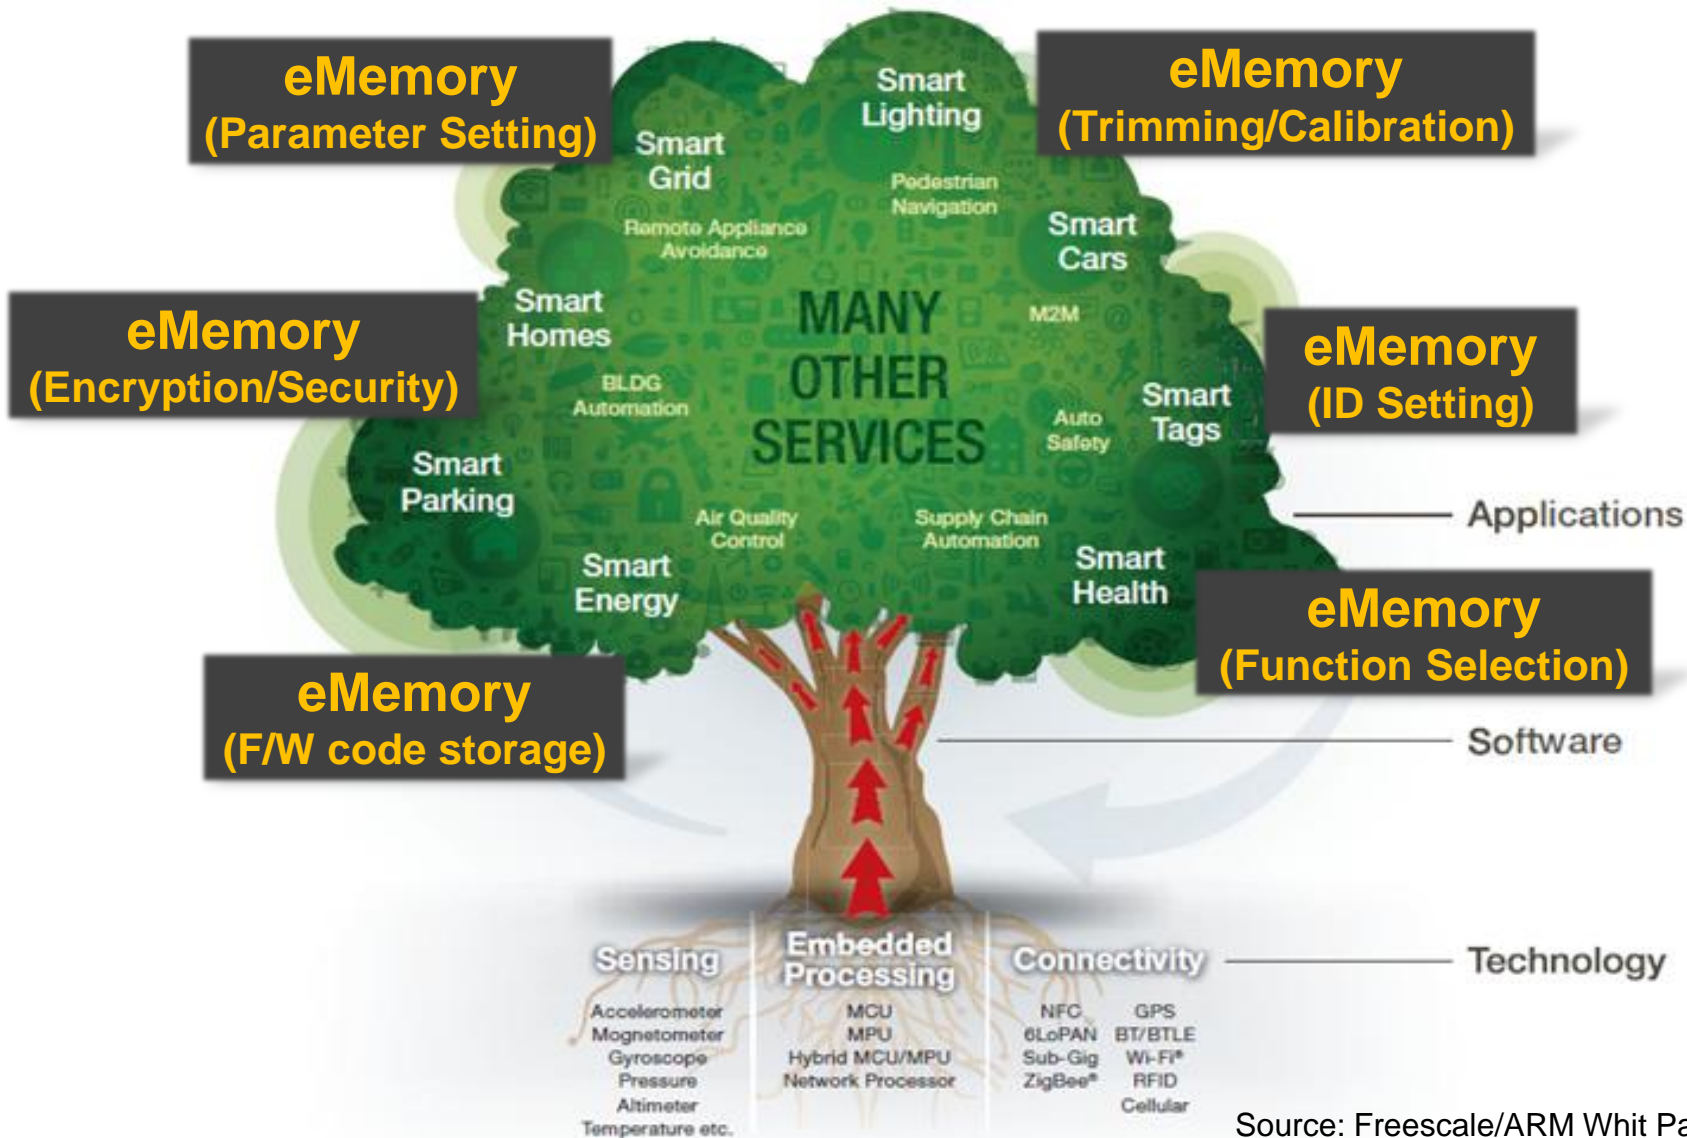 eMemory
(Parameter Setting)
eMemory
(Trimming/Calibration)
Smart
Lighting
Smart
Grid
Pedestrian
Navigation
Remote Appliance
Avoidance
Smart
Cars
eMemory
(Encryption/Security)
Smart
Homes
MANY
OTHER
SERVICES
M2M
eMemory
(ID Setting)
BLDG
Automation
Smart
Tags
Auto
Safety
Smart
Parking
Air Quality
Control
Supply Chain
Automation
Applications
Smart
Energy
Smart
Health
eMemory
(Function Selection)
eMemory
(F/W code storage)
Software
Sensing
Accelerometer
Mognetometer
Gyroscope
Pressure
Altimeter
Temperature etc.
Embedded
Processing
MCU
MPU
Hybrid MCU/MPU
Network Processor
Connectivity
NFC GPS
6LoPAN BT/BTLE
Sub-Gig Wi-Fi®
ZigBee® RFID
Cellular
Technology
Source: Freescale/ARM Whit Pa